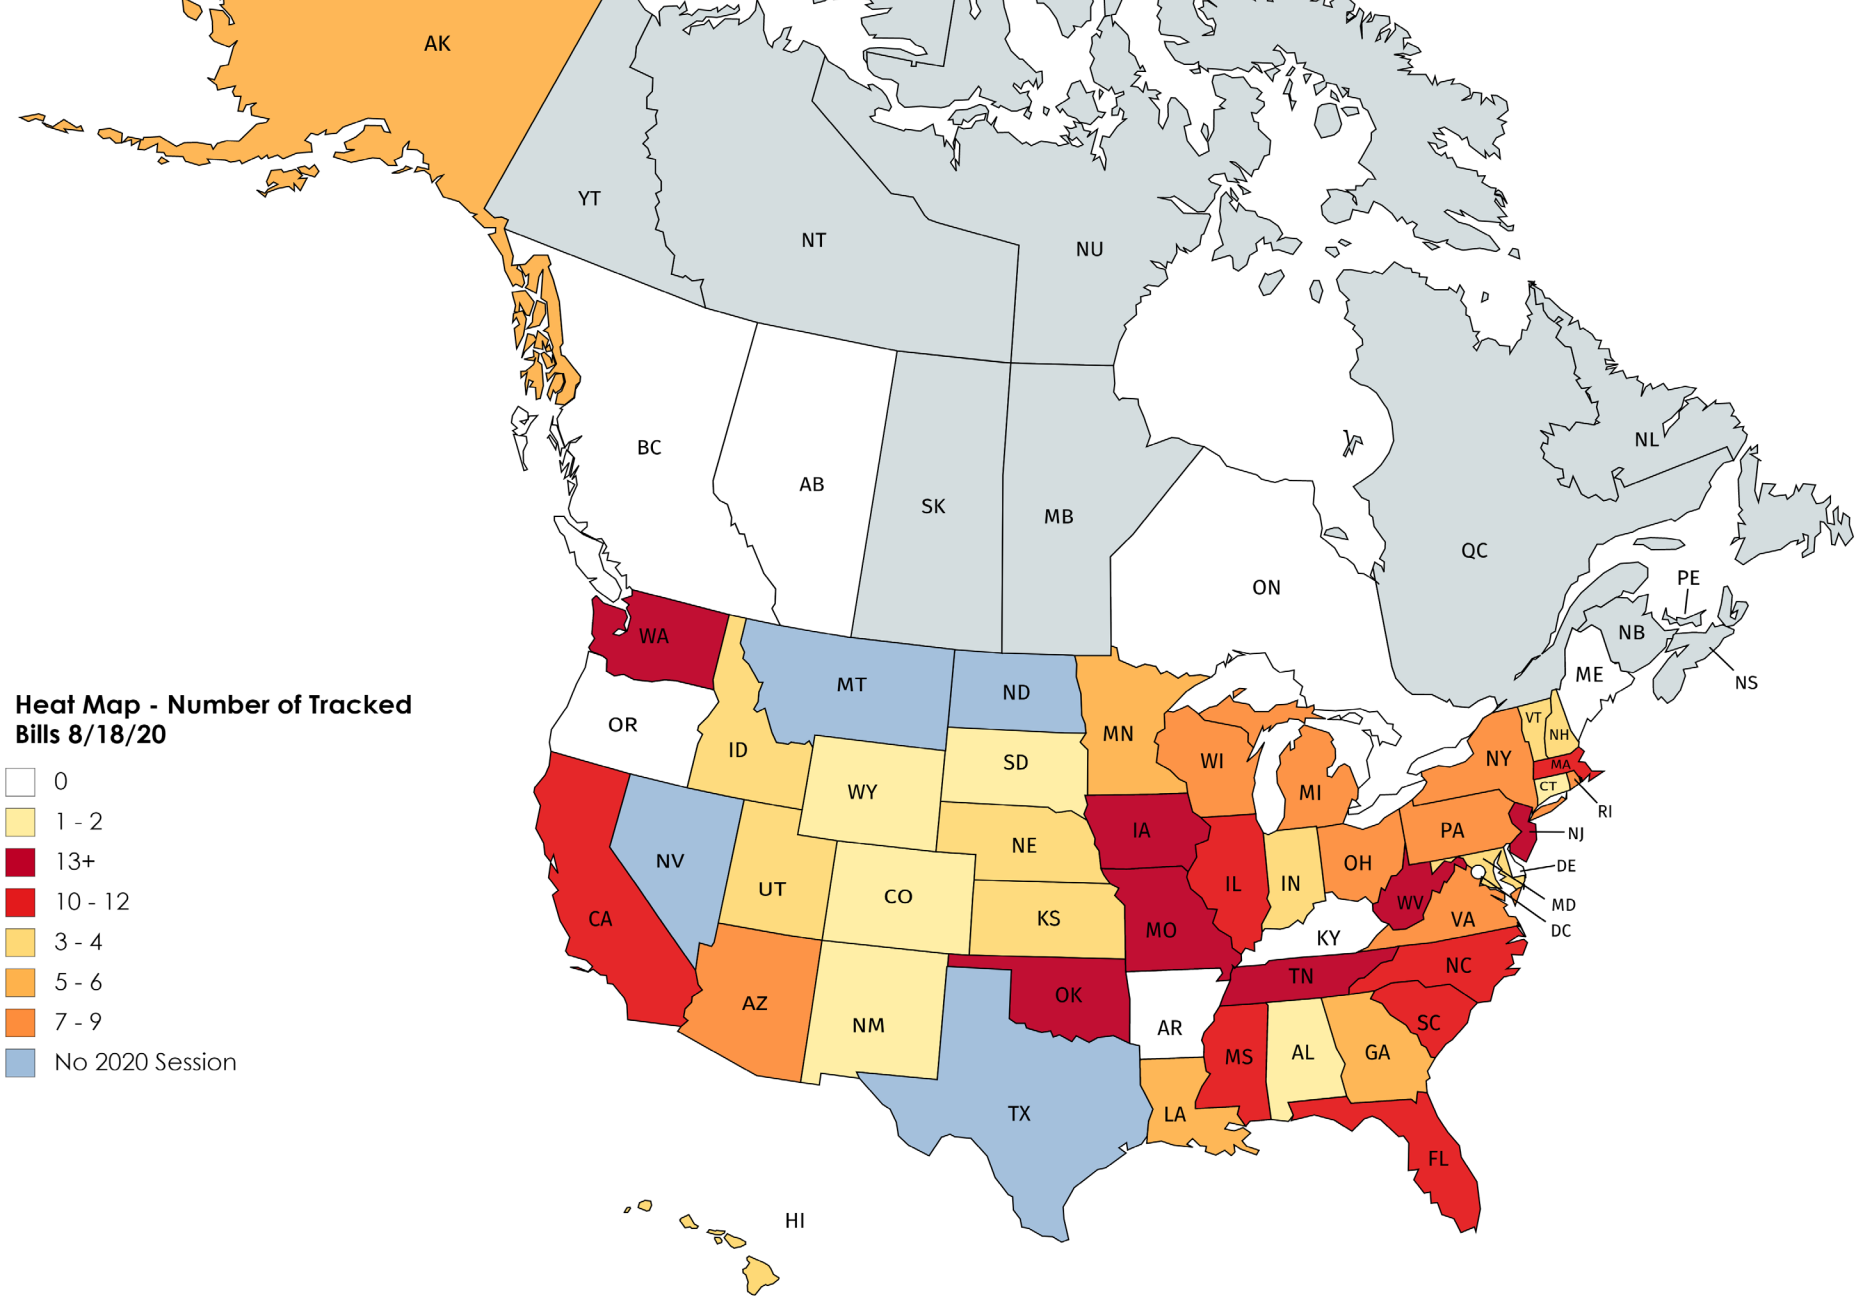 AK
YT
NT
NU
BC
AB
SK
MB
ON
QC
NL
PE
NB
NS
ME
WA
MT
ND
OR
ID
MN
SD
WY
WI
MI
NY
VT
NH
MA
CT
RI
Heat Map - Number of Tracked
Bills 8/18/20
0
1 - 2
13+
10 - 12
3 - 4
5 - 6
7 - 9
No 2020 Session
IA
NE
PA
NJ
NV
UT
CO
KS
IL
IN
OH
DE
WV
MD
VA
DC
CA
MO
KY
AZ
NM
OK
AR
TN
NC
SC
MS
AL
GA
TX
LA
FL
HI